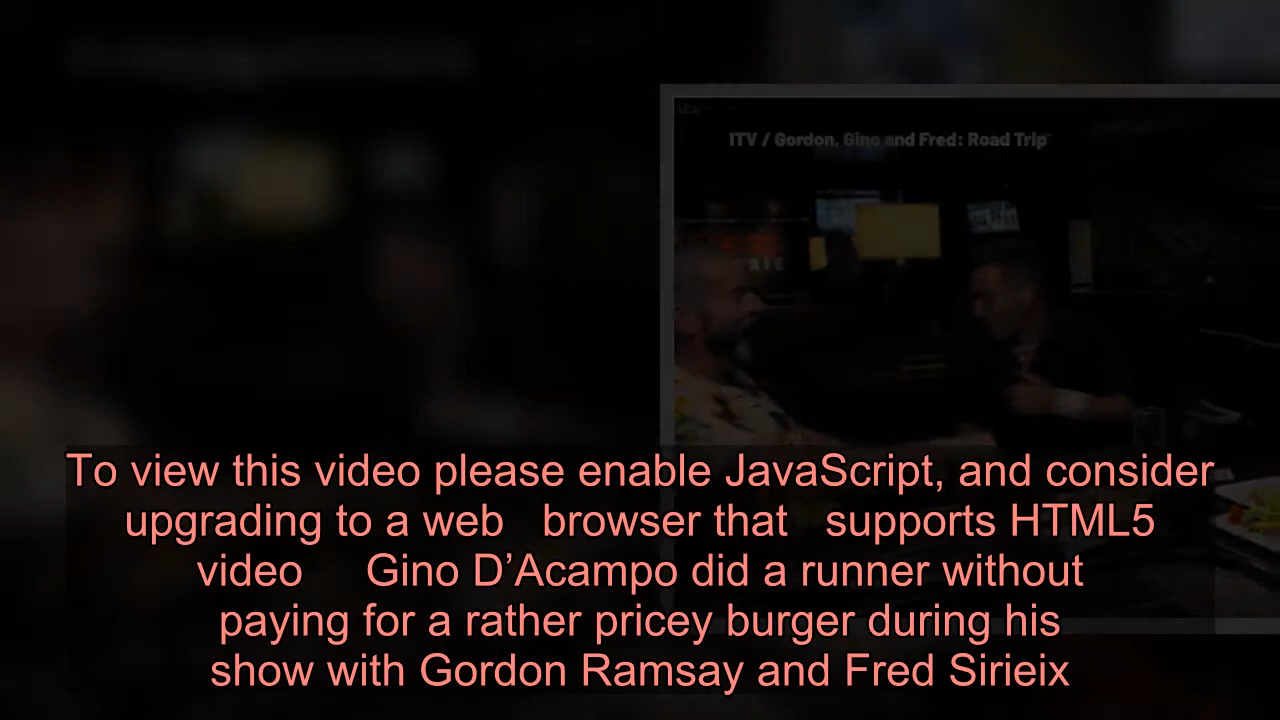 itv
ITV / Gordon, Gino and Fred: Road Trip
To view this video please enable JavaScript, and consider
upgrading to a web browser that supports HTML5
video Gino D’Acampo did a runner without
paying for a rather pricey burger during his
show with Gordon Ramsay and Fred Sirieix